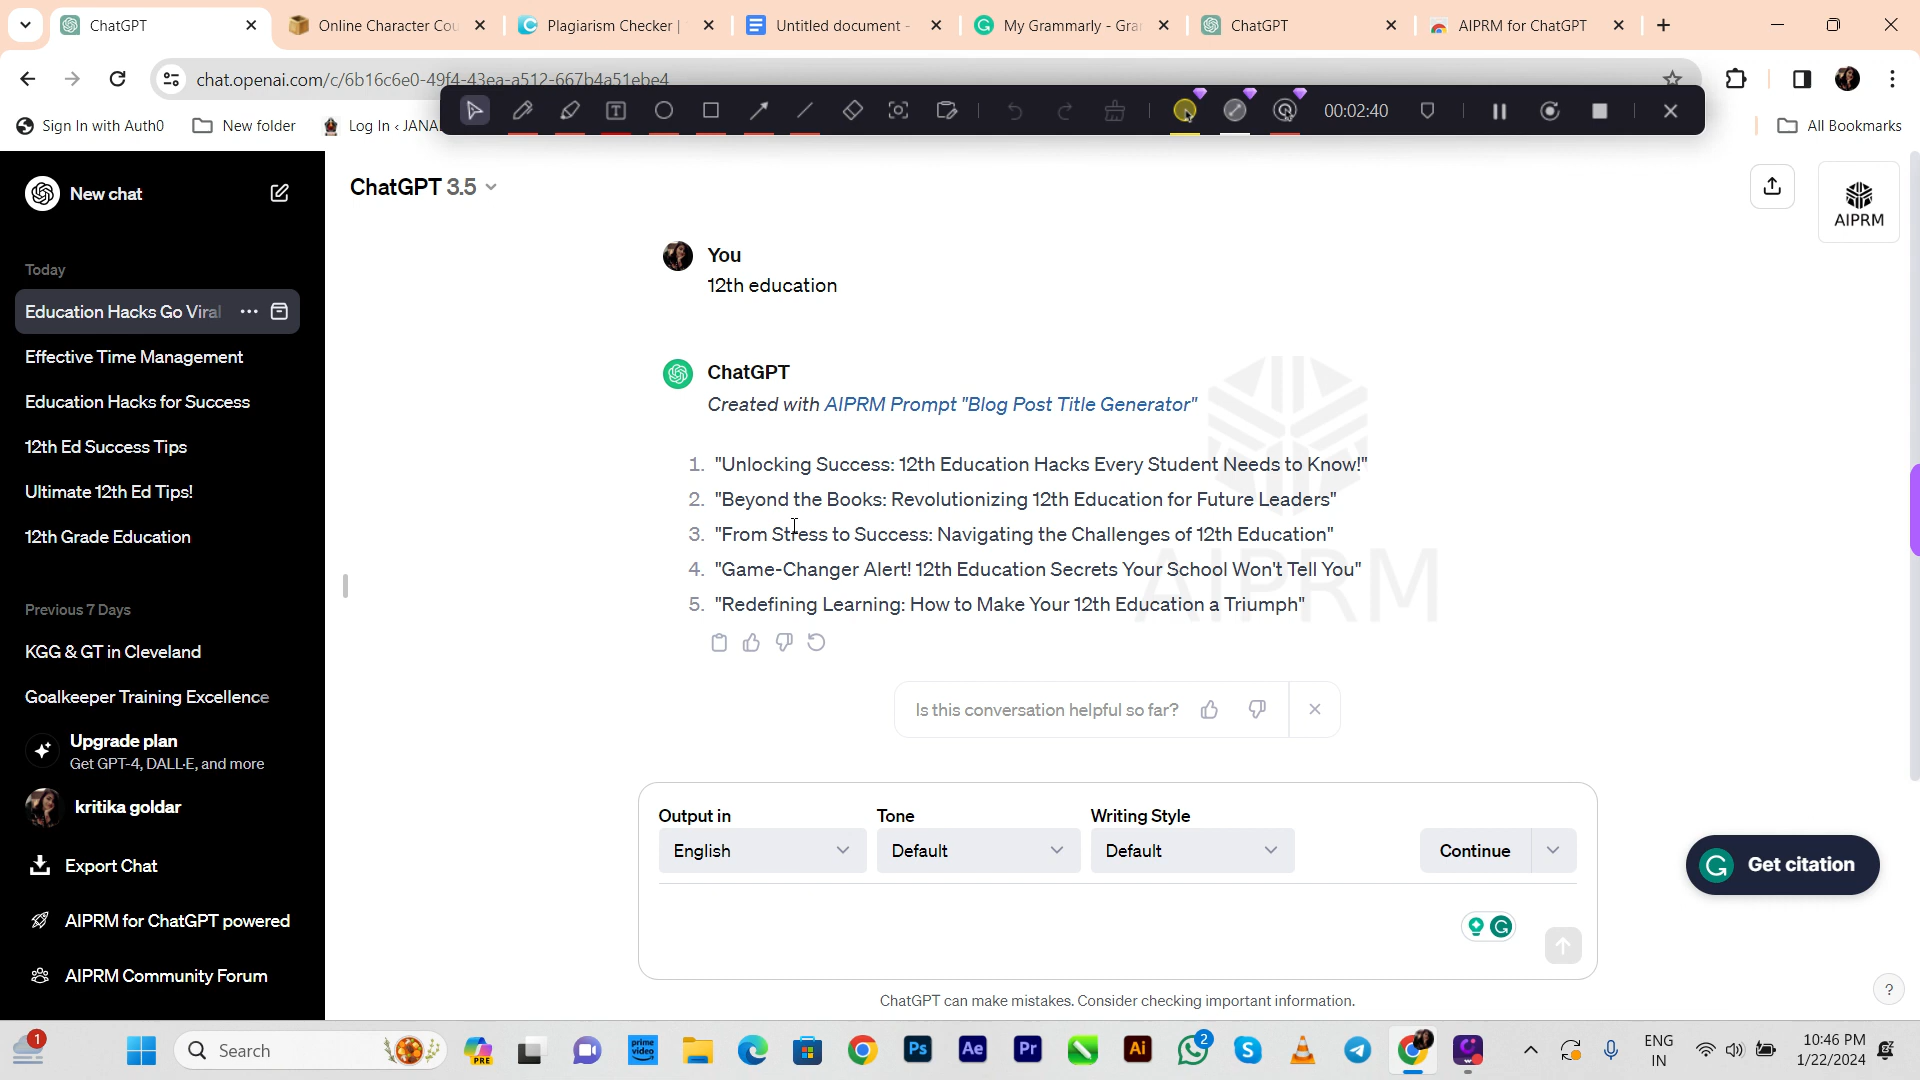 ChatGPT
Online Character Cou
Plagiarism Checker |
Untitled document -
My Grammarly - Gra
ChatGPT
AIPRM for ChatGPT
chat.openai.com/c/6b16c6e0-49f4-43ea-a512-667b4a51ebe4
00:02:40
Sign In with Auth0
New folder
Log In ‹ JANA
All Bookmarks
New chat
ChatGPT 3.5
AIPRM
Today
Education Hacks Go Viral
Effective Time Management
Education Hacks for Success
12th Ed Success Tips
Ultimate 12th Ed Tips!
12th Grade Education
Previous 7 Days
KGG & GT in Cleveland
Goalkeeper Training Excellence
Upgrade plan
Get GPT-4, DALL·E, and more
kritika goldar
Export Chat
AIPRM for ChatGPT powered
AIPRM Community Forum
You
12th education
ChatGPT
Created with AIPRM Prompt "Blog Post Title Generator"
1. "Unlocking Success: 12th Education Hacks Every Student Needs to Know!"
2. "Beyond the Books: Revolutionizing 12th Education for Future Leaders"
3. "From Stress to Success: Navigating the Challenges of 12th Education"
4. "Game-Changer Alert! 12th Education Secrets Your School Won't Tell You"
5. "Redefining Learning: How to Make Your 12th Education a Triumph"
AIPRM
Is this conversation helpful so far?
Output in
Tone
Writing Style
English
Default
Default
Continue
Get citation
ChatGPT can make mistakes. Consider checking important information.
?
1
Search
PRE
prime video
Ps
Ae
Pr
Ai
2
ENG
IN
10:46 PM
1/22/2024